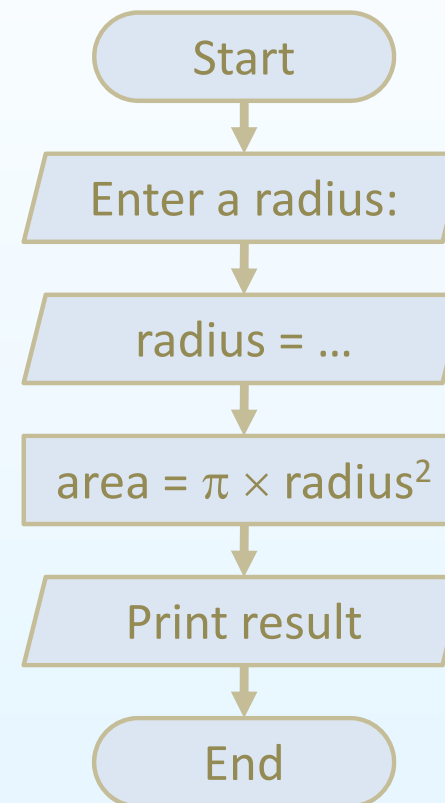 Start
Enter a radius:
radius = …
area = π × radius²
Print result
End